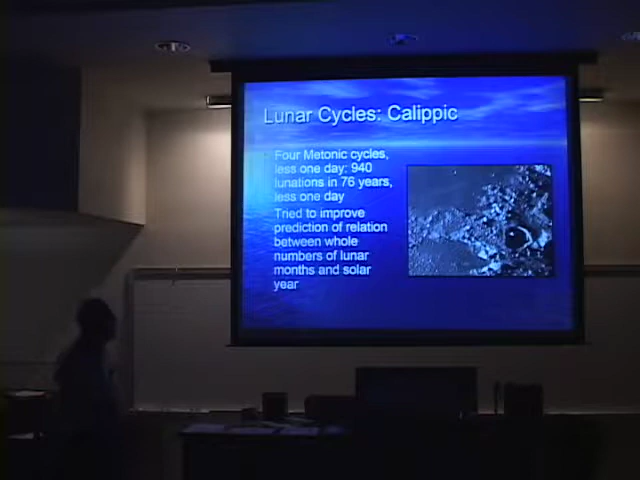 Lunar Cycles: Calippic
Four Metonic cycles,
less one day: 940
lunations in 76 years,
less one day
Tried to improve
prediction of relation
between whole
numbers of lunar
months and solar
year